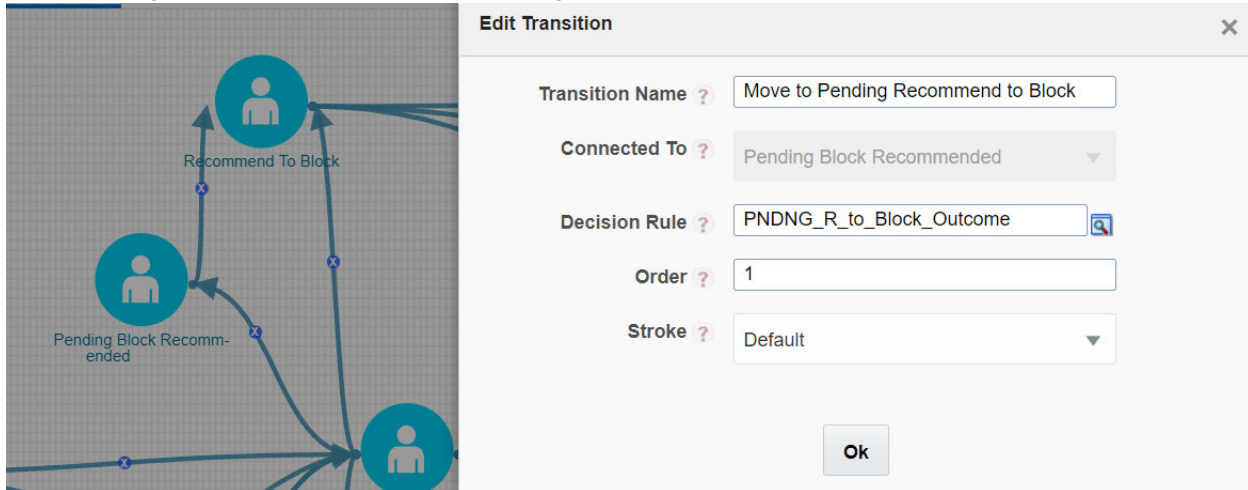 Edit Transition
×
Recommend To Block
Pending Block Recomm-
ended
X
X
X
X
Transition Name ?
Move to Pending Recommend to Block
Connected To ?
Pending Block Recommended
Decision Rule ?
PNDNG_R_to_Block_Outcome
Order ?
1
Stroke ?
Default
Ok